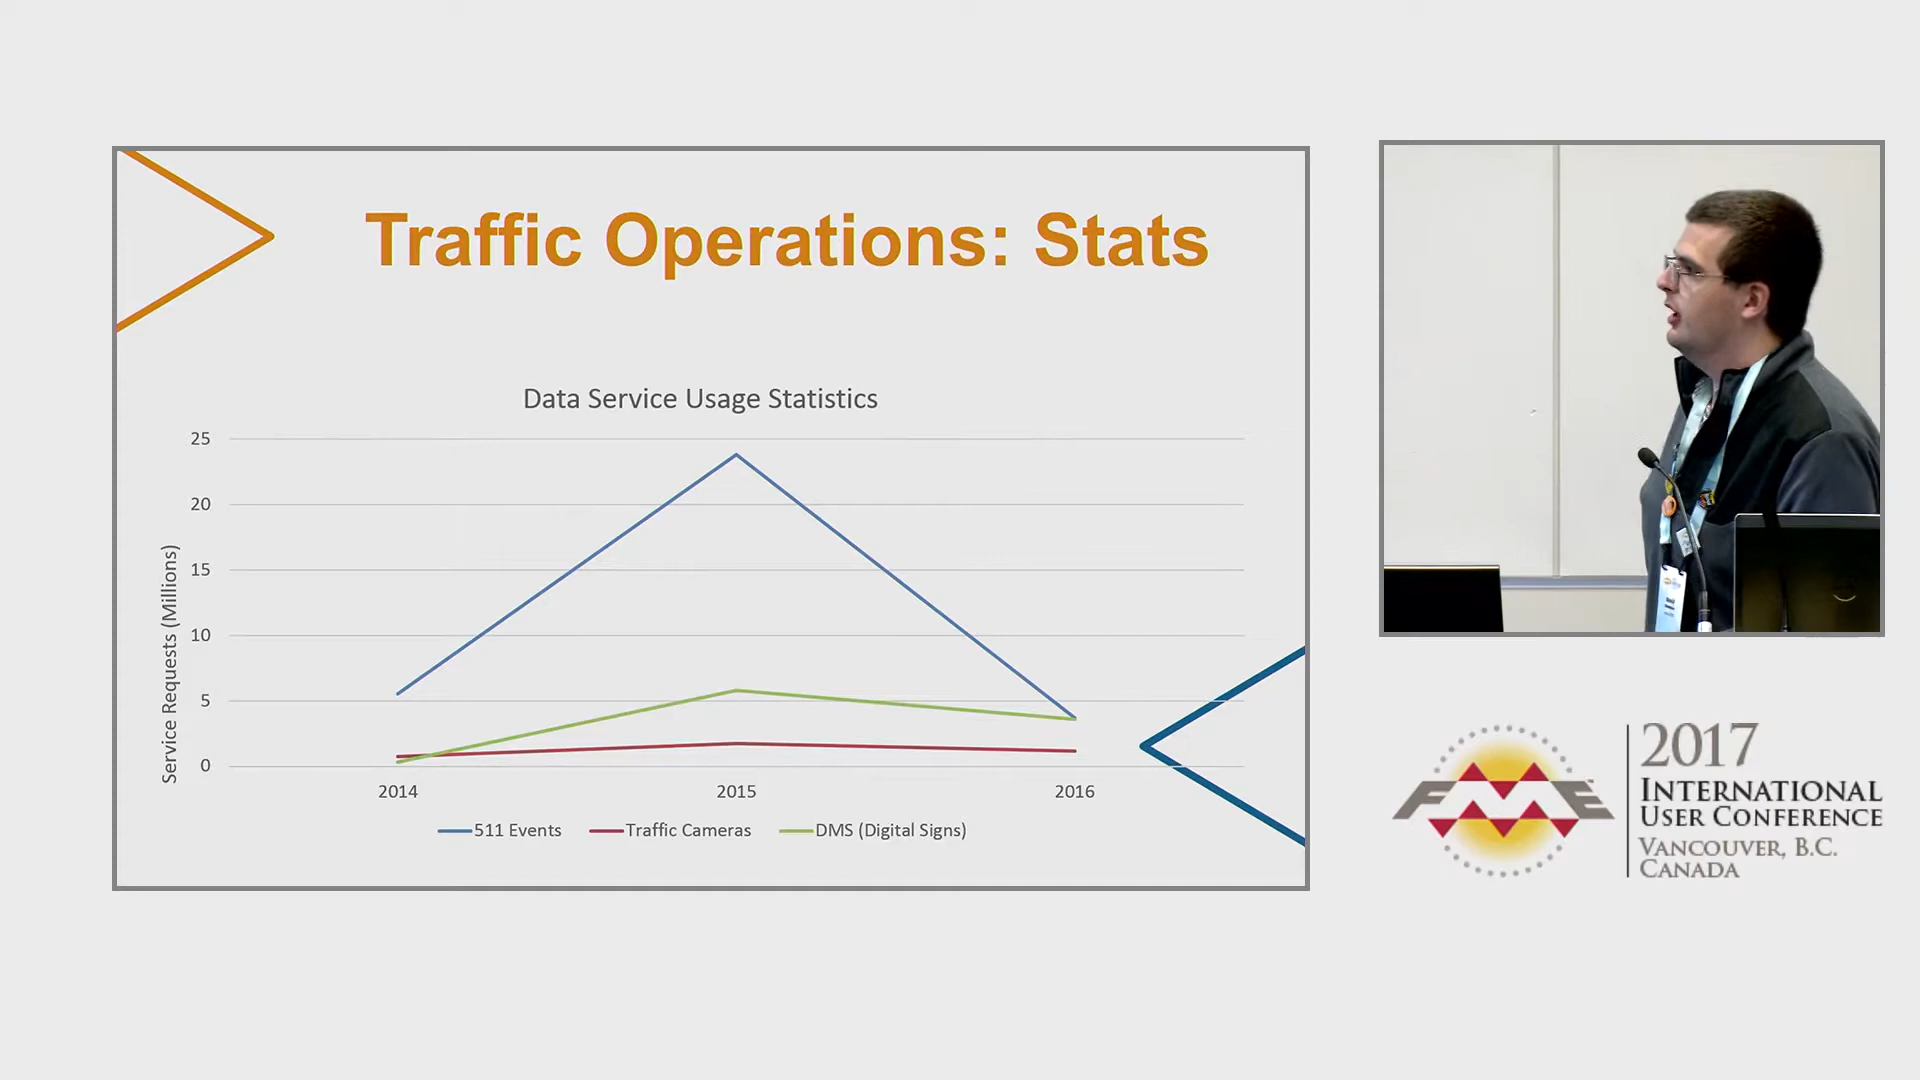 Traffic Operations: Stats
Data Service Usage Statistics
Service Requests (Millions)
25
20
15
10
5
0
2014
2015
2016
511 Events
Traffic Cameras
DMS (Digital Signs)
FME
2017
INTERNATIONAL
USER CONFERENCE
VANCOUVER, B.C.
CANADA